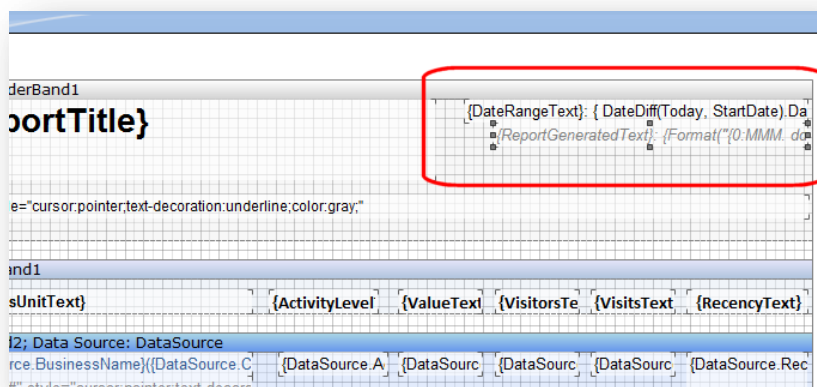 derBand1
portTitle}
{DateRangeText}: { DateDiff(Today, StartDate).Da
{ReportGeneratedText}: {Format("{0:MMM. dd
e="cursor:pointer;text-decoration:underline;color:gray;"
and1
sUnitText} {ActivityLevel {ValueText {VisitorsTe {VisitsText {RecencyText}
d2; Data Source: DataSource
rce.BusinessName}({DataSource.C {DataSource.A {DataSourc {DataSourc {DataSourc {DataSource.Rec
#" style="cursor:pointer;text-decora